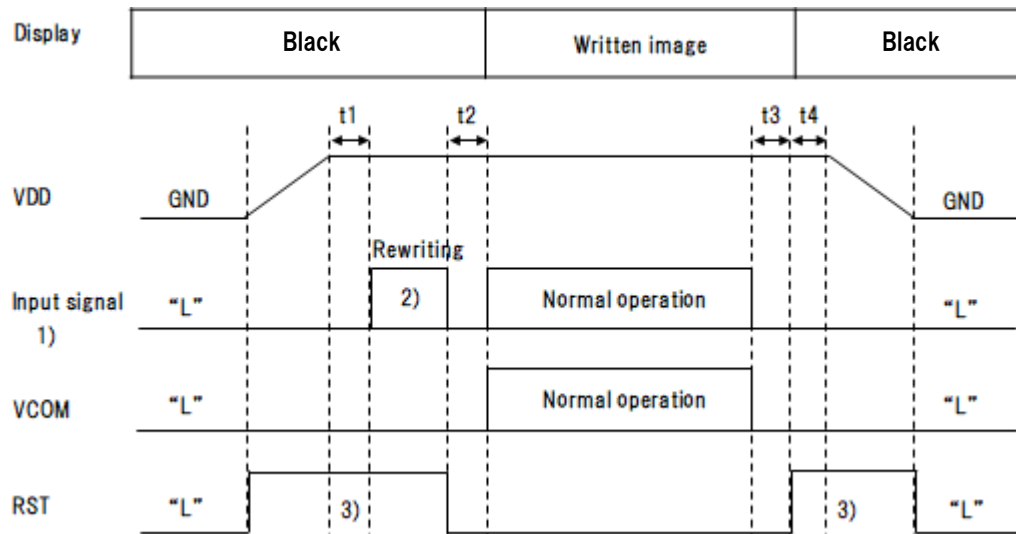 Display Black Written image Black
t1 t2 t3 t4
VDD GND GND
Rewriting
Input signal “L” 2) Normal operation “L”
1)
VCOM “L” Normal operation “L”
RST “L” 3) 3) “L”